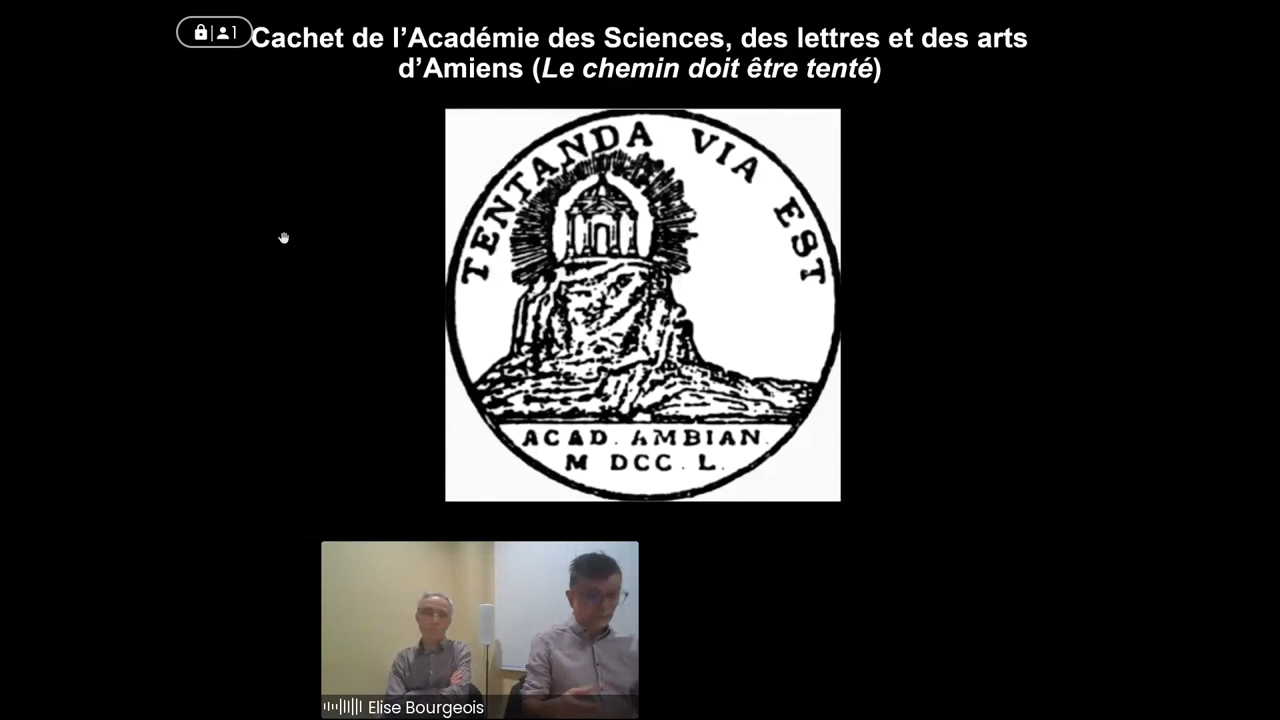 1
Cachet de l’Académie des Sciences, des lettres et des arts
d’Amiens (Le chemin doit être tenté)
TENTANDA VIA EST
ACAD. AMBIAN.
M DCC. L.
Elise Bourgeois